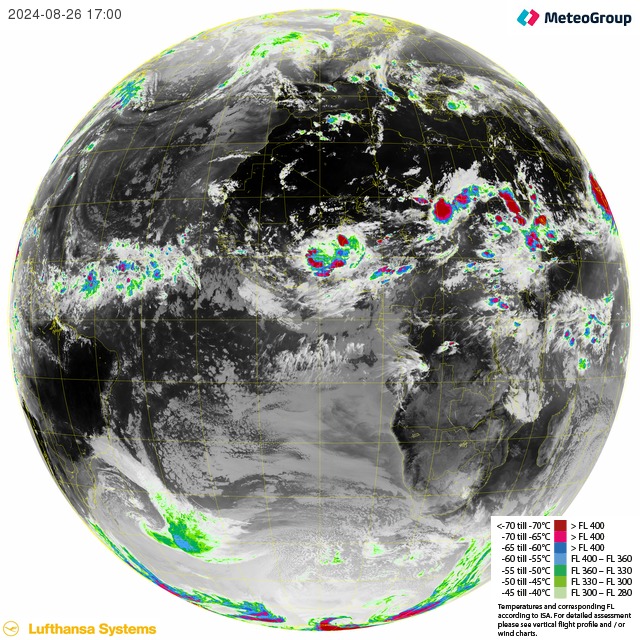 2024-08-26 17:00
MeteoGroup
<-70 till -70°C > FL 400
-70 till -65°C > FL 400
-65 till -60°C > FL 400
-60 till -55°C FL 400 – FL 360
-55 till -50°C FL 360 – FL 330
-50 till -45°C FL 330 – FL 300
-45 till -40°C FL 300 – FL 280
Temperatures and corresponding FL
according to ISA. For detailed assessment
please see vertical flight profile and / or
wind charts.
Lufthansa Systems